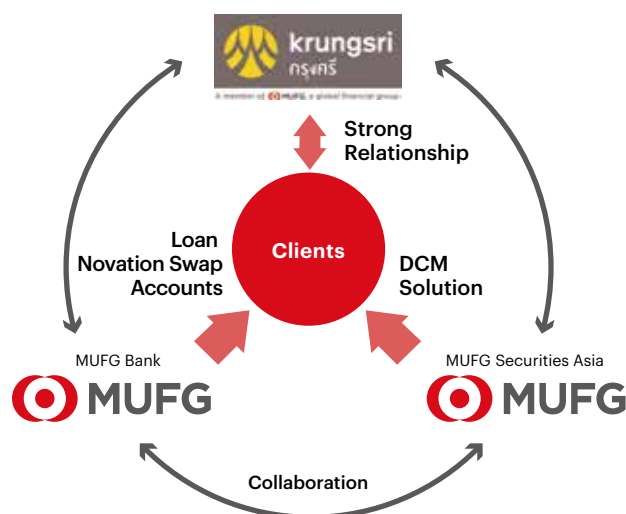 krungsri
กรุงศรี
A member of MUFG, a global financial group
Strong
Relationship
Loan
Novation Swap
Accounts
Clients
DCM
Solution
MUFG Bank
MUFG
MUFG Securities Asia
MUFG
Collaboration